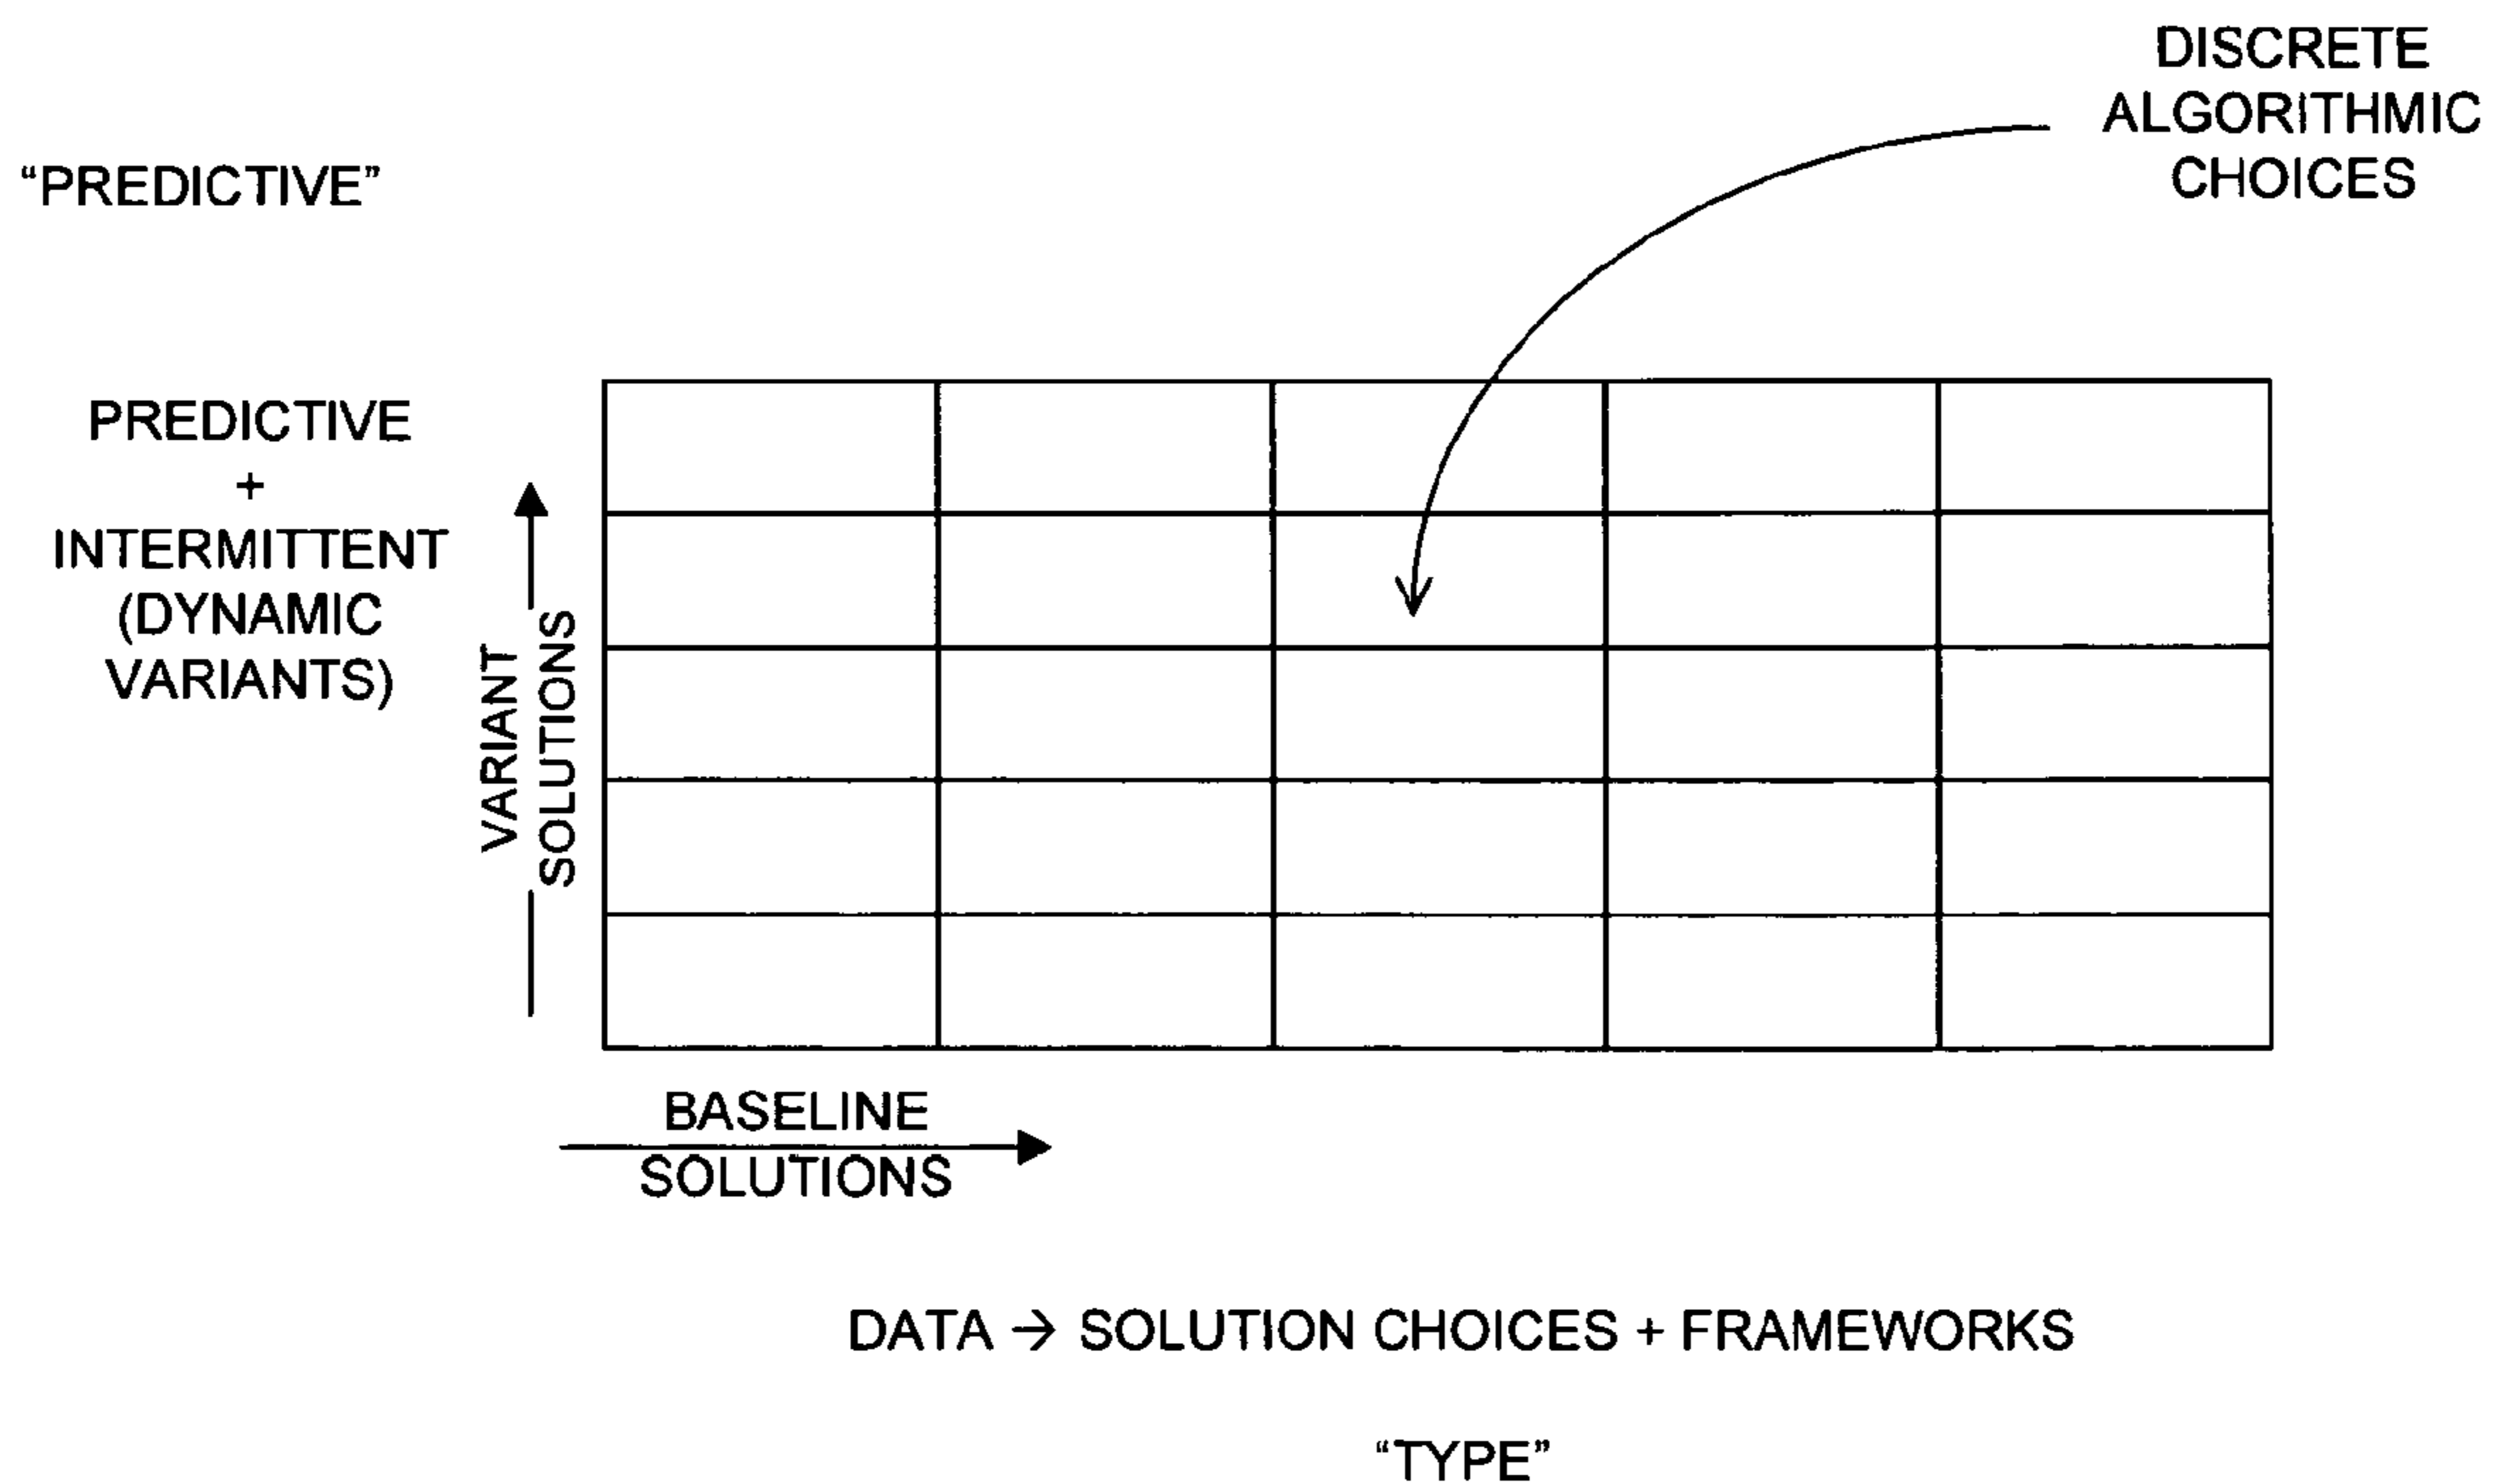 DISCRETE
ALGORITHMIC
CHOICES
“PREDICTIVE”
PREDICTIVE
+
INTERMITTENT
(DYNAMIC
VARIANTS)
VARIANT
SOLUTIONS
BASELINE
SOLUTIONS
DATA → SOLUTION CHOICES + FRAMEWORKS
“TYPE”